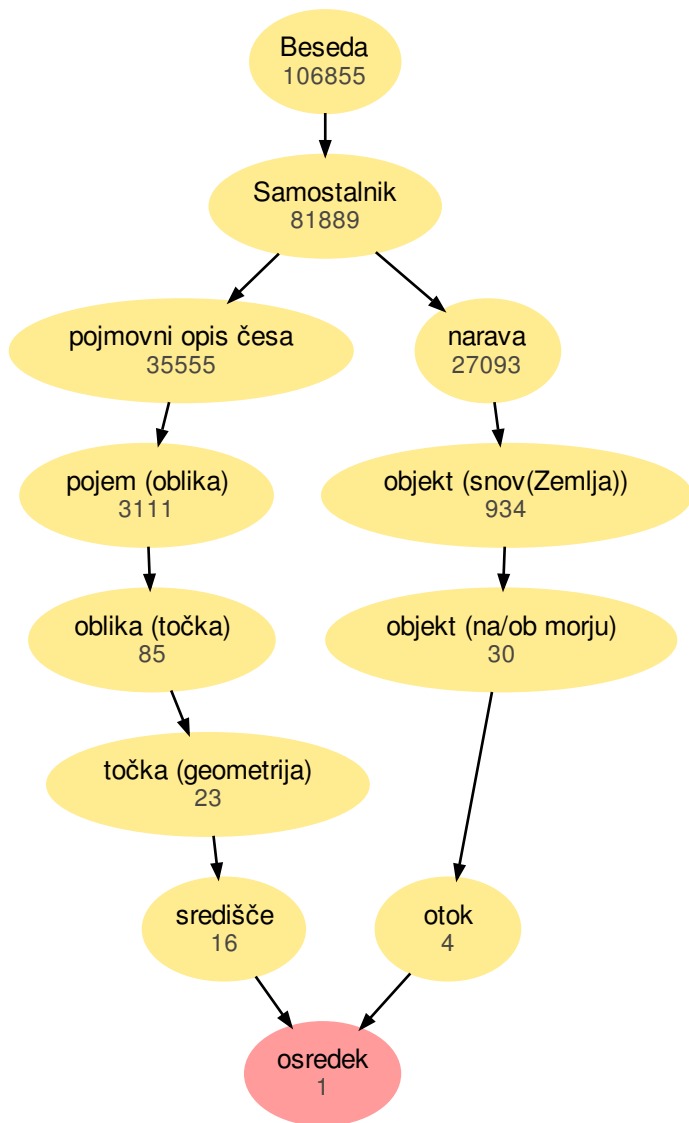 Beseda
106855
Samostalnik
81889
pojmovni opis česa
35555
narava
27093
pojem (oblika)
3111
objekt (snov(Zemlja))
934
oblika (točka)
85
objekt (na/ob morju)
30
točka (geometrija)
23
središče
16
otok
4
osredek
1